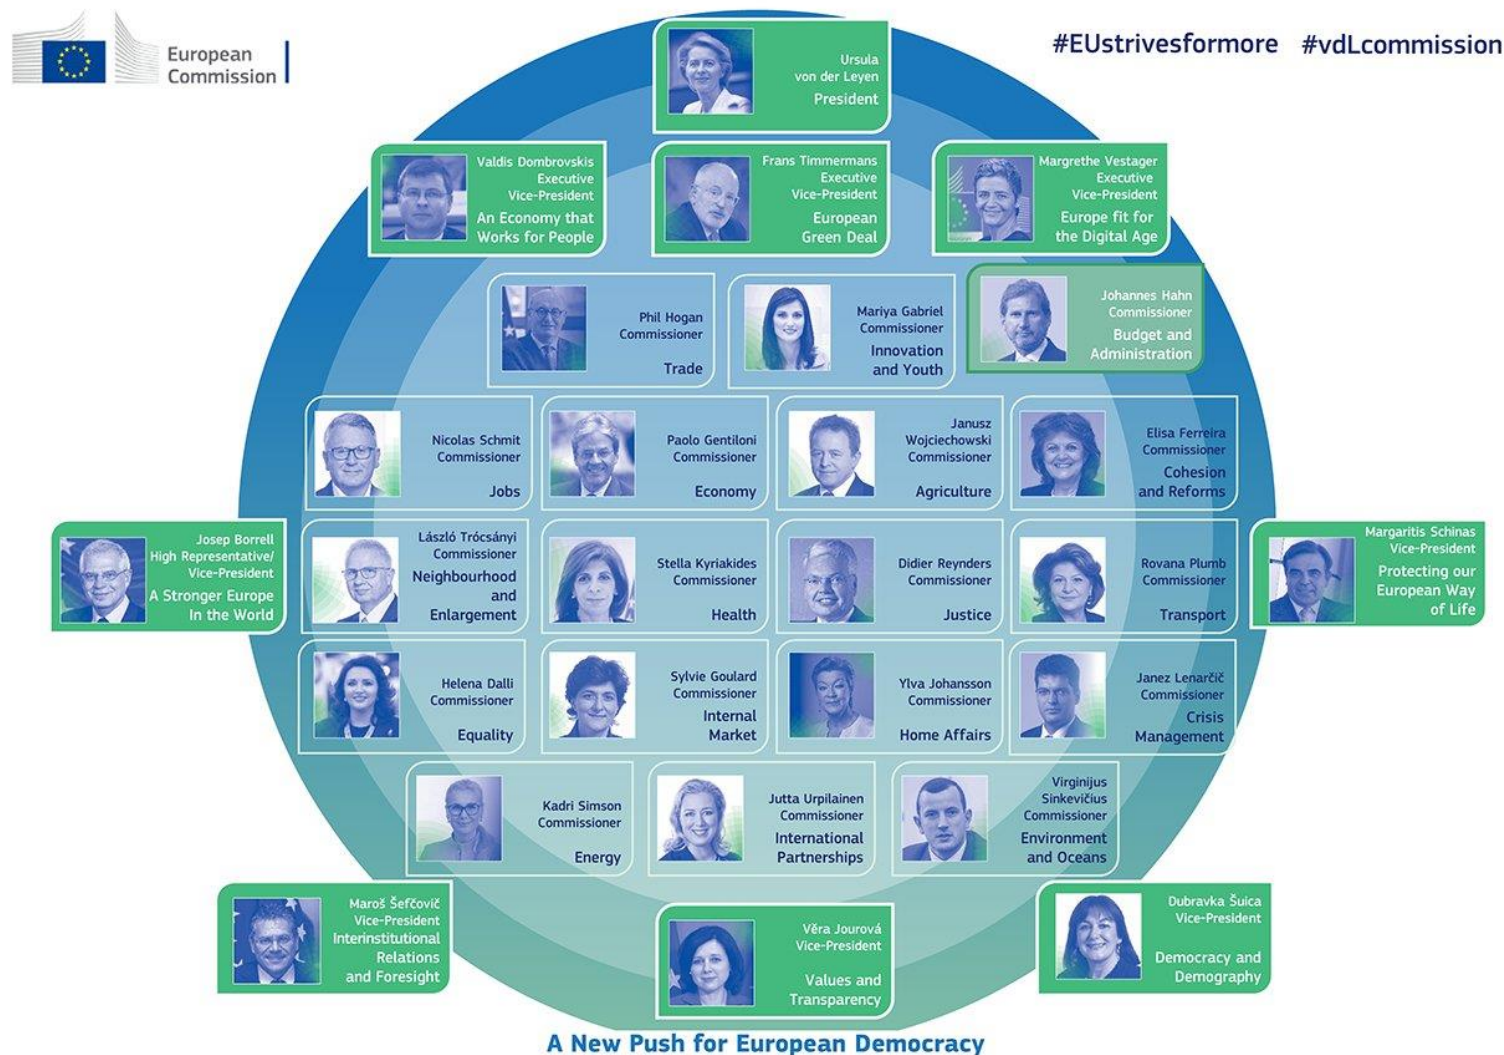 European
Commission
#EUstrivesformore #vdLcommission
Ursula
von der Leyen
President
Valdis Dombrovskis
Executive
Vice-President
An Economy that
Works for People
Frans Timmermans
Executive
Vice-President
European
Green Deal
Margrethe Vestager
Executive
Vice-President
Europe fit for
the Digital Age
Phil Hogan
Commissioner
Trade
Mariya Gabriel
Commissioner
Innovation
and Youth
Johannes Hahn
Commissioner
Budget and
Administration
Nicolas Schmit
Commissioner
Jobs
Paolo Gentiloni
Commissioner
Economy
Janusz
Wojciechowski
Commissioner
Agriculture
Elisa Ferreira
Commissioner
Cohesion
and Reforms
Josep Borrell
High Representative/
Vice-President
A Stronger Europe
In the World
László Trócsányi
Commissioner
Neighbourhood
and
Enlargement
Stella Kyriakides
Commissioner
Health
Didier Reynders
Commissioner
Justice
Rovana Plumb
Commissioner
Transport
Margaritis Schinas
Vice-President
Protecting our
European Way
of Life
Helena Dalli
Commissioner
Equality
Sylvie Goulard
Commissioner
Internal
Market
Ylva Johansson
Commissioner
Home Affairs
Janez Lenarčič
Commissioner
Crisis
Management
Kadri Simson
Commissioner
Energy
Jutta Urpilainen
Commissioner
International
Partnerships
Virginijus
Sinkevičius
Commissioner
Environment
and Oceans
Maroš Šefčovič
Vice-President
Interinstitutional
Relations
and Foresight
Věra Jourová
Vice-President
Values and
Transparency
Dubravka Šuica
Vice-President
Democracy and
Demography
A New Push for European Democracy